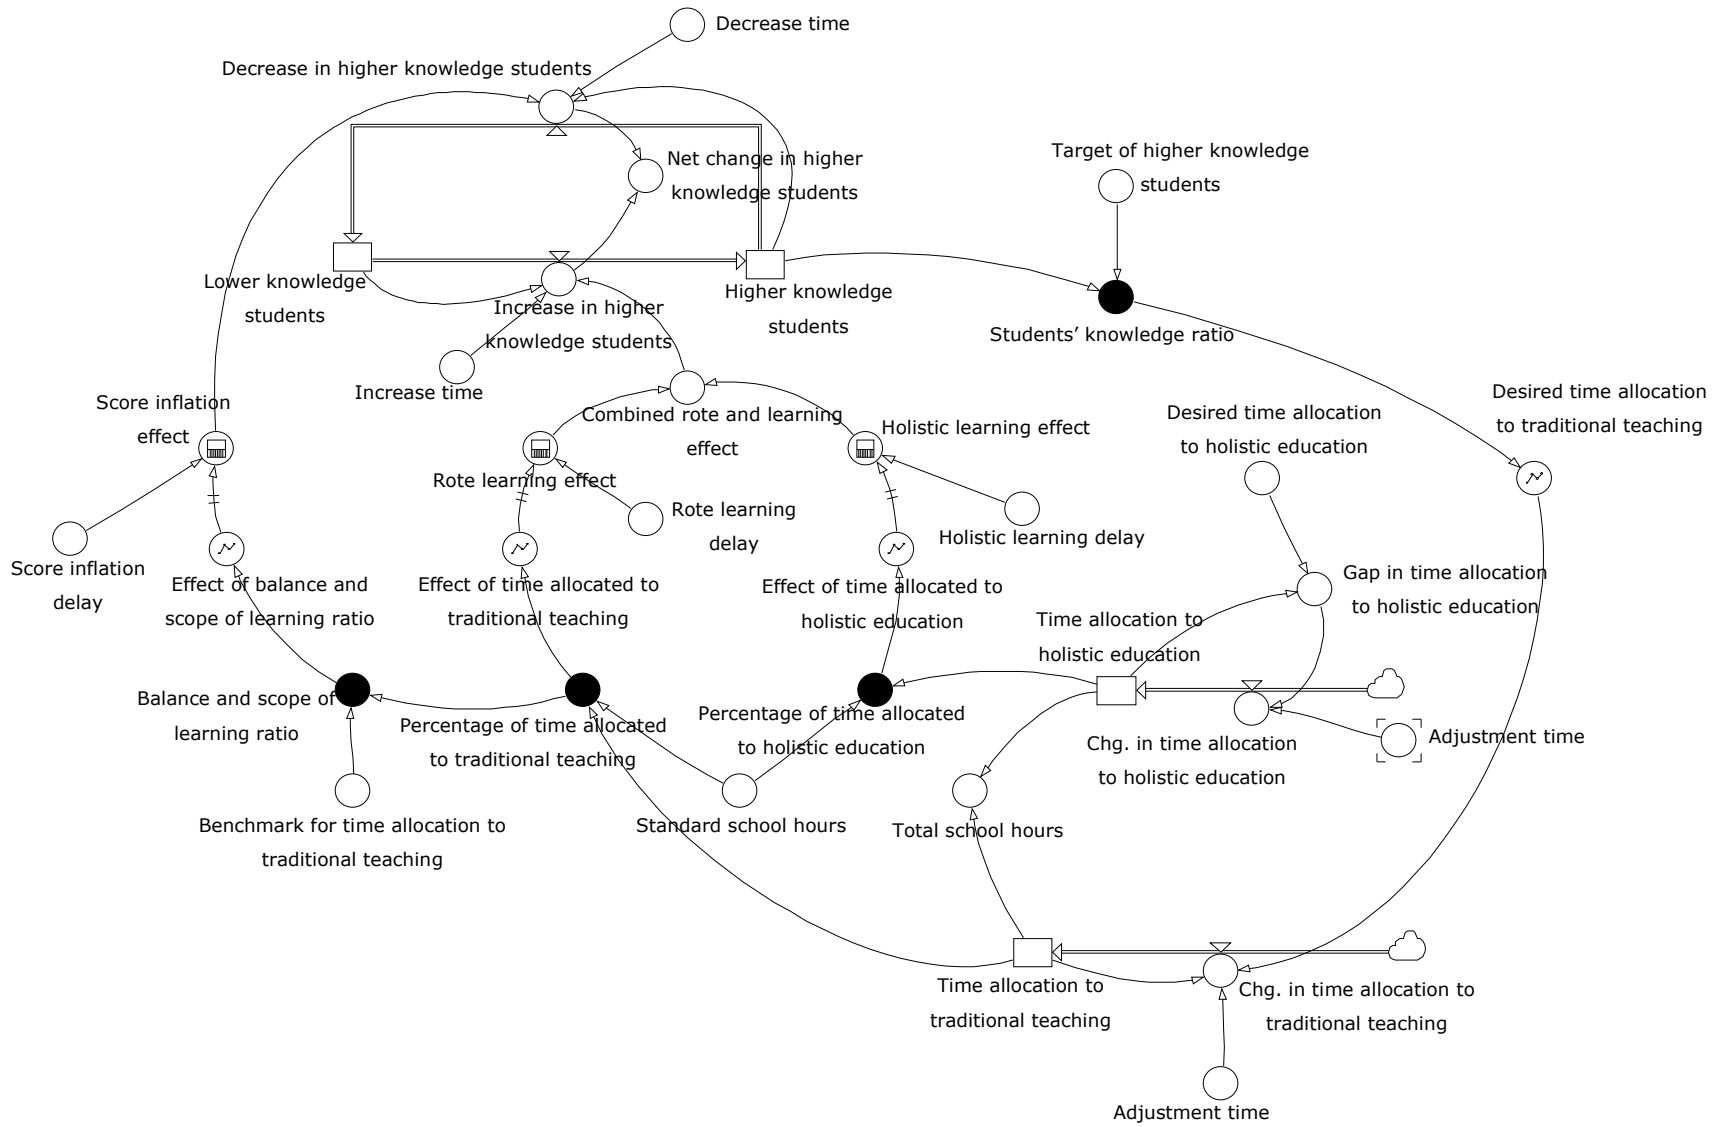 Decrease time
Decrease in higher knowledge students
Net change in higher
knowledge students
Target of higher knowledge
students
Lower knowledge
students
Increase in higher
knowledge students
Higher knowledge
students
Students’ knowledge ratio
Increase time
Score inflation
effect
Combined rote and learning
effect
Holistic learning effect
Desired time allocation
to holistic education
Desired time allocation
to traditional teaching
Rote learning effect
Rote learning
delay
Holistic learning delay
Score inflation
delay
Effect of balance and
scope of learning ratio
Effect of time allocated to
traditional teaching
Effect of time allocated to
holistic education
Gap in time allocation
to holistic education
Time allocation to
holistic education
Balance and scope of
learning ratio
Percentage of time allocated
to traditional teaching
Percentage of time allocated
to holistic education
Chg. in time allocation
to holistic education
Adjustment time
Benchmark for time allocation to
traditional teaching
Standard school hours
Total school hours
Time allocation to
traditional teaching
Chg. in time allocation to
traditional teaching
Adjustment time